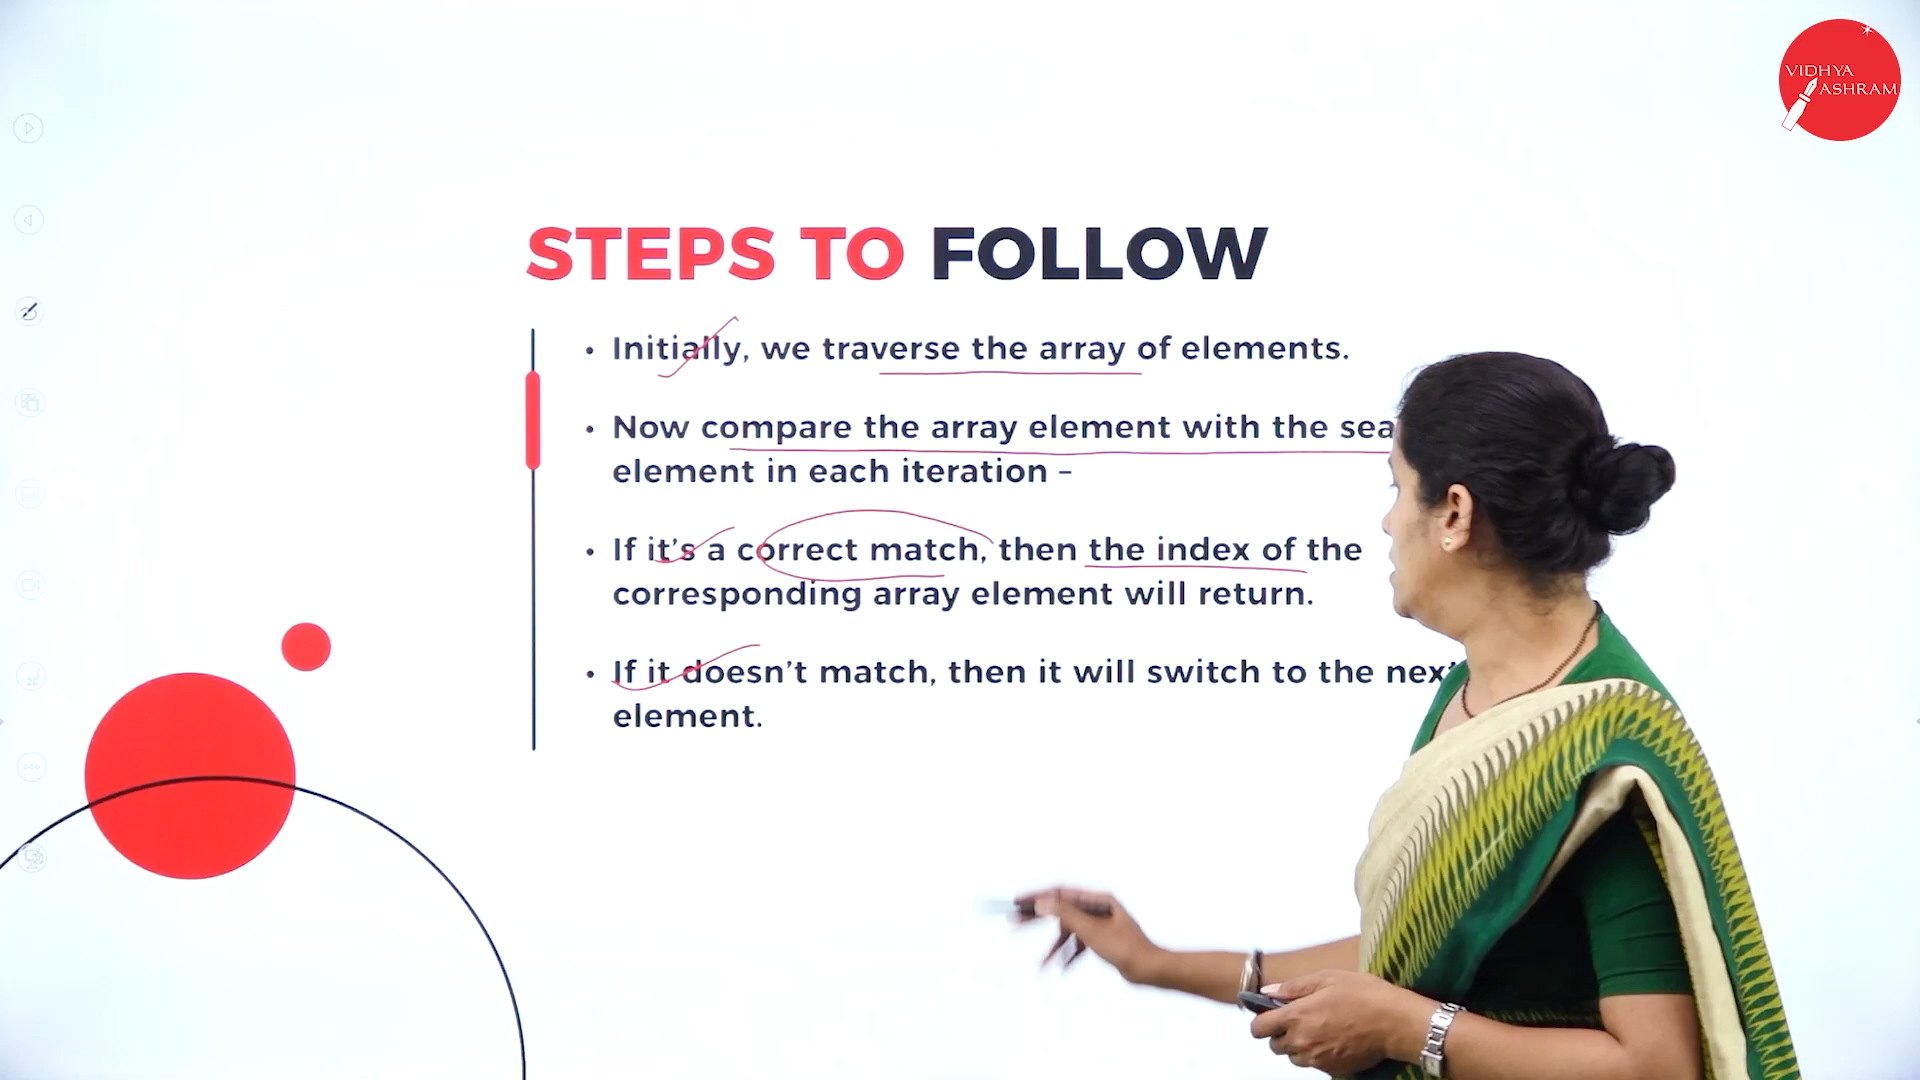 VIDHYA
ASHRAM
STEPS TO FOLLOW
• Initially, we traverse the array of elements.
• Now compare the array element with the
element in each iteration –
• If it's a correct match, then the index of the
corresponding array element will return.
• If it doesn't match, then it will switch to the next
element.